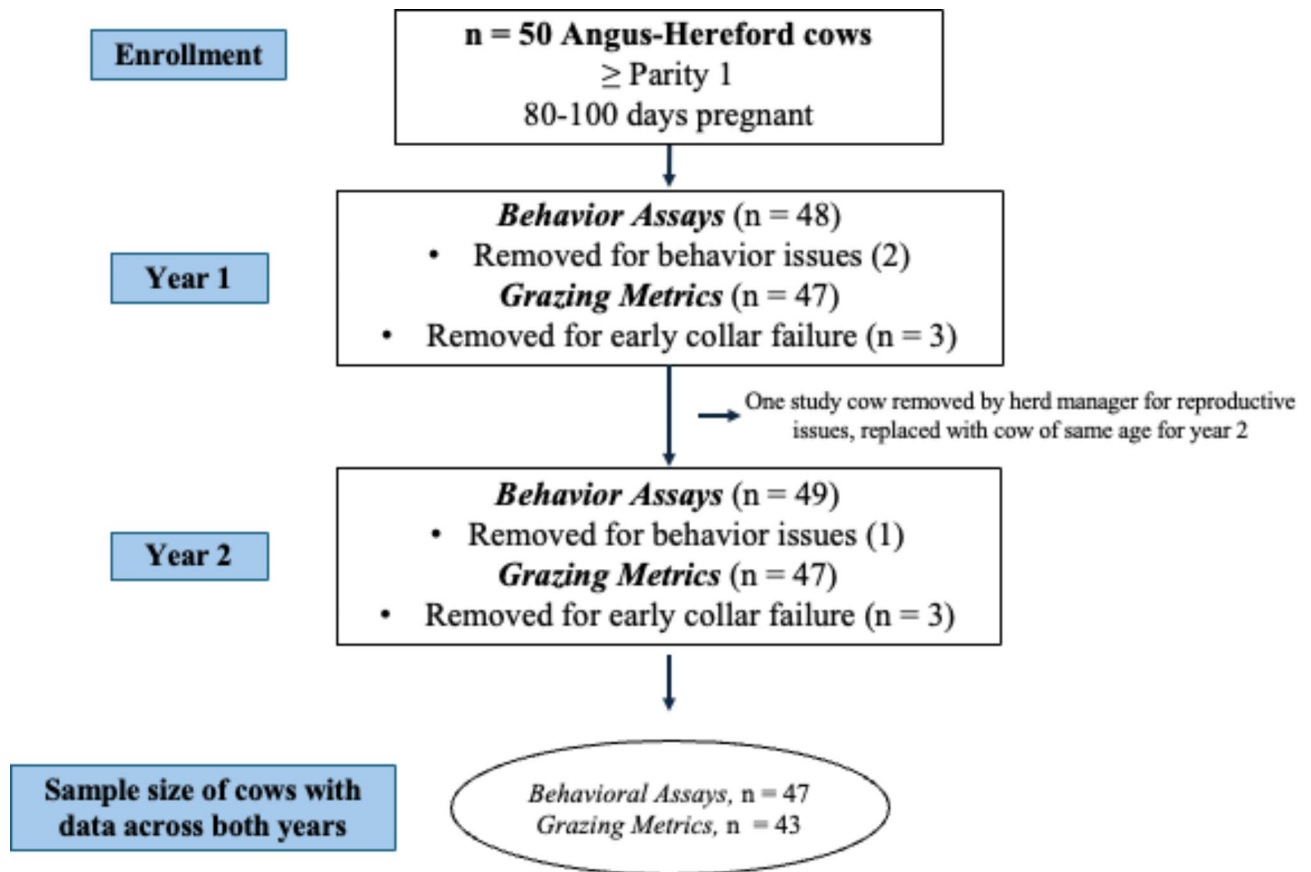 Enrollment
n = 50 Angus-Hereford cows
≥ Parity 1
80-100 days pregnant
Year 1
Behavior Assays (n = 48)
• Removed for behavior issues (2)
Grazing Metrics (n = 47)
• Removed for early collar failure (n = 3)
One study cow removed by herd manager for reproductive
issues, replaced with cow of same age for year 2
Year 2
Behavior Assays (n = 49)
• Removed for behavior issues (1)
Grazing Metrics (n = 47)
• Removed for early collar failure (n = 3)
Sample size of cows with
data across both years
Behavioral Assays, n = 47
Grazing Metrics, n = 43